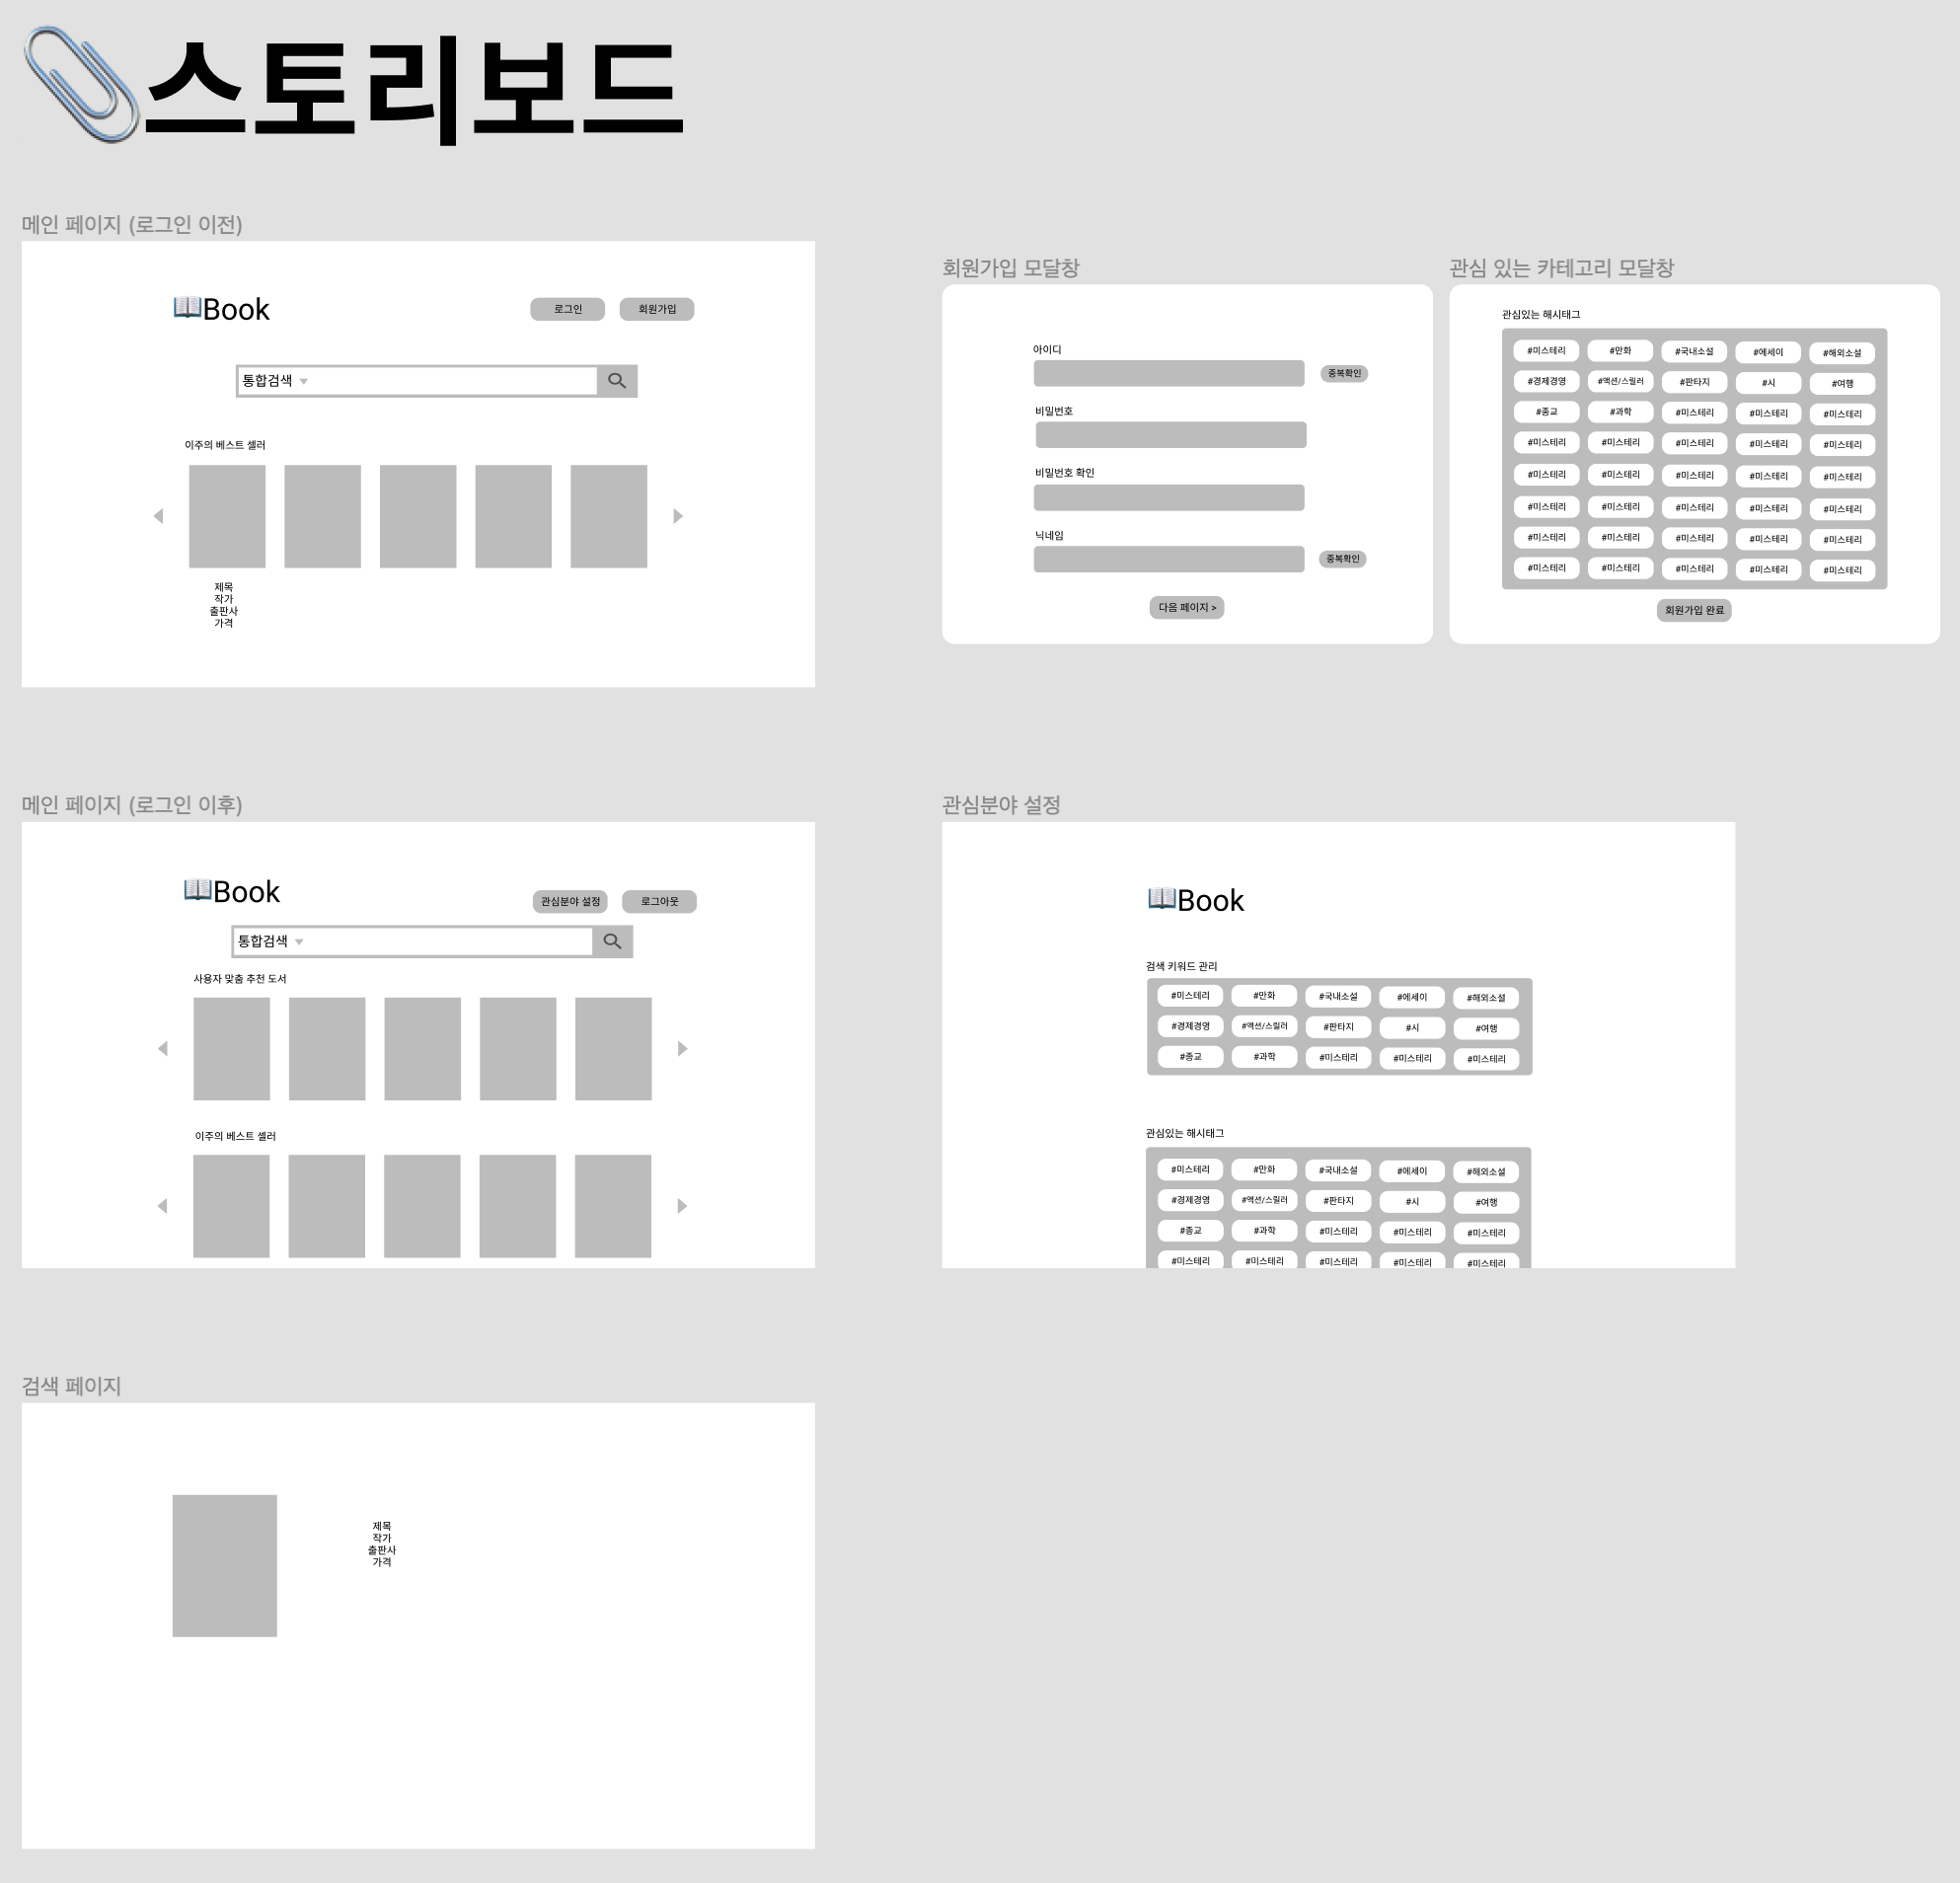 스토리보드
메인 페이지 (로그인 이전)
Book
로그인
회원가입
통합검색
이주의 베스트 셀러
제목
작가
출판사
가격
회원가입 모달창
아이디
중복확인
비밀번호
비밀번호 확인
닉네임
중복확인
다음 페이지 >
관심 있는 카테고리 모달창
관심있는 해시태그
#미스테리 #만화 #국내소설 #에세이 #해외소설
#경제경영 #액션/스릴러 #판타지 #시 #여행
#종교 #과학 #미스테리 #미스테리 #미스테리
#미스테리 #미스테리 #미스테리 #미스테리 #미스테리
#미스테리 #미스테리 #미스테리 #미스테리 #미스테리
#미스테리 #미스테리 #미스테리 #미스테리 #미스테리
#미스테리 #미스테리 #미스테리 #미스테리 #미스테리
#미스테리 #미스테리 #미스테리 #미스테리 #미스테리
회원가입 완료
메인 페이지 (로그인 이후)
Book
관심분야 설정
로그아웃
통합검색
사용자 맞춤 추천 도서
이주의 베스트 셀러
관심분야 설정
Book
검색 키워드 관리
#미스테리 #만화 #국내소설 #에세이 #해외소설
#경제경영 #액션/스릴러 #판타지 #시 #여행
#종교 #과학 #미스테리 #미스테리 #미스테리
관심있는 해시태그
#미스테리 #만화 #국내소설 #에세이 #해외소설
#경제경영 #액션/스릴러 #판타지 #시 #여행
#종교 #과학 #미스테리 #미스테리 #미스테리
#미스테리 #미스테리 #미스테리 #미스테리 #미스테리
검색 페이지
제목
작가
출판사
가격